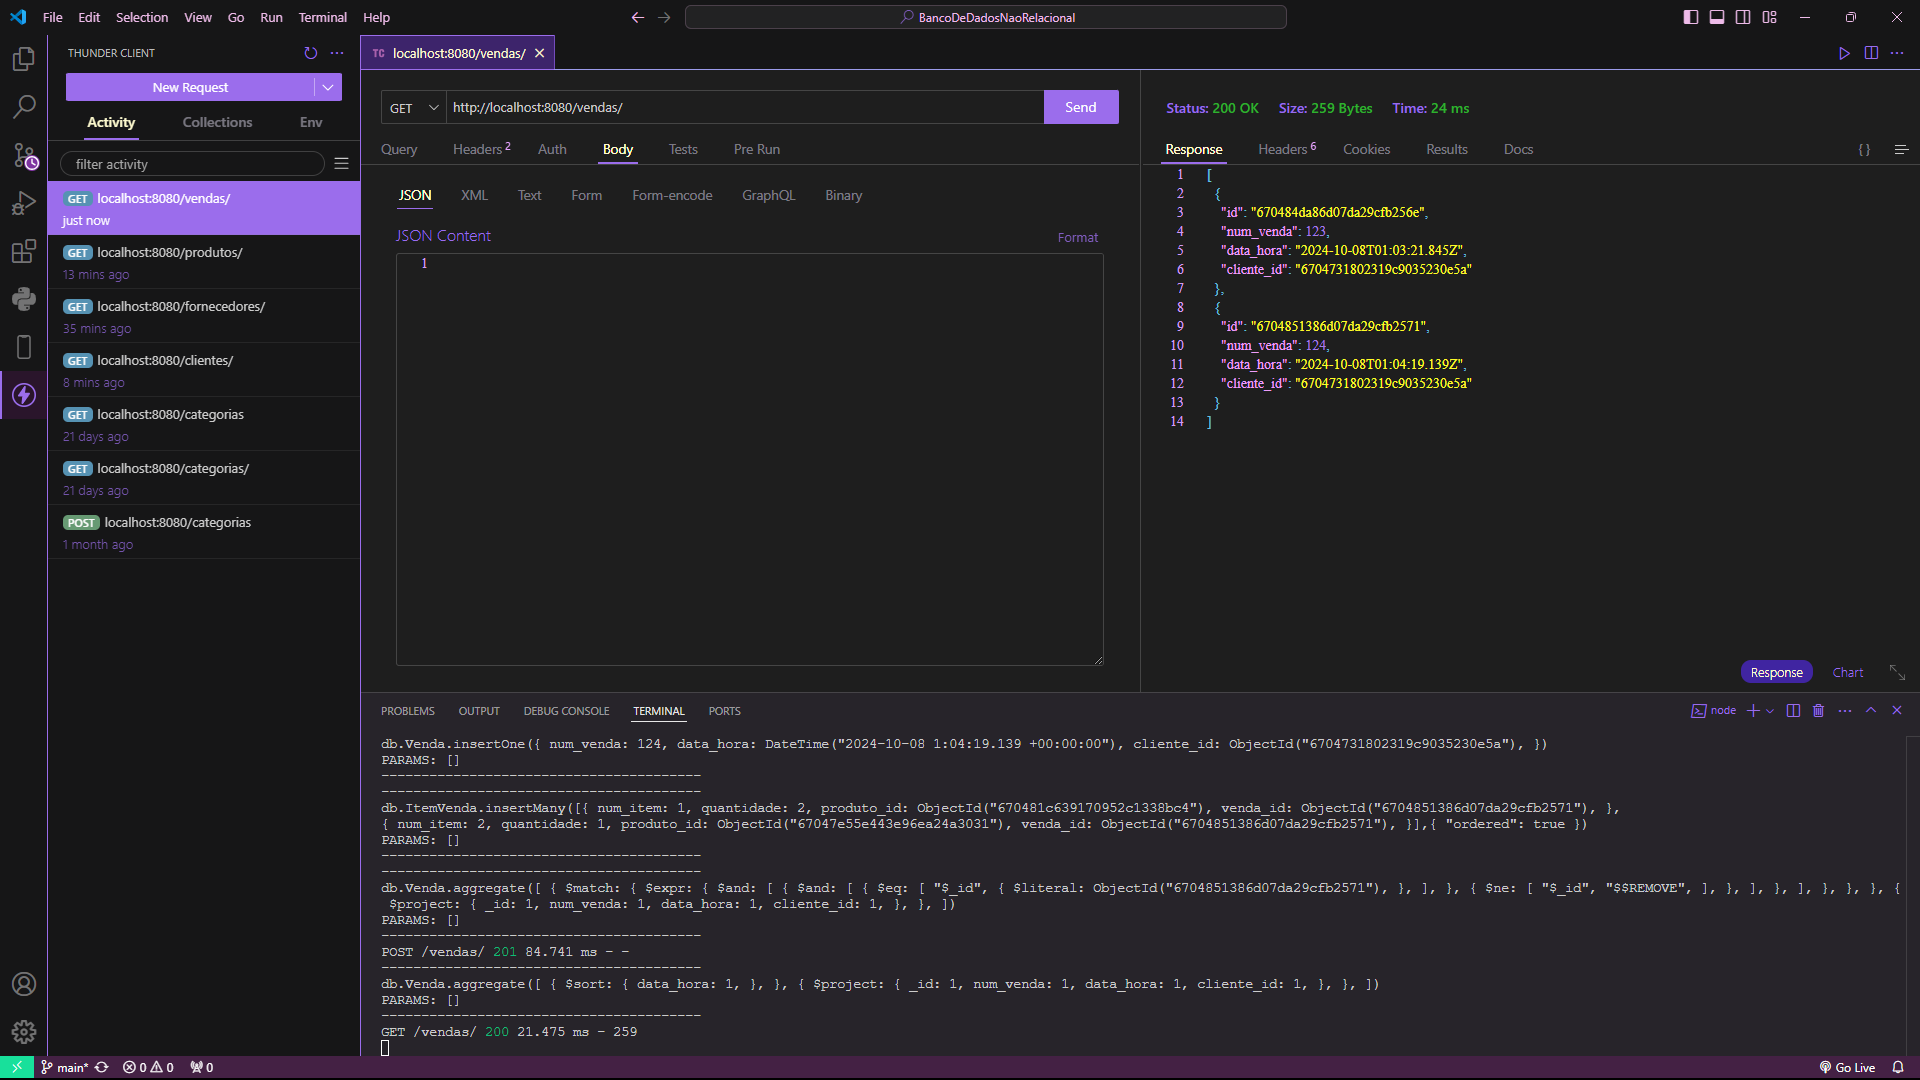 File Edit Selection View Go Run Terminal Help
BancoDeDadosNaoRelacional
THUNDER CLIENT
New Request
Activity Collections Env
filter activity
GET localhost:8080/vendas/
just now
GET localhost:8080/produtos/
13 mins ago
GET localhost:8080/fornecedores/
35 mins ago
GET localhost:8080/clientes/
8 mins ago
GET localhost:8080/categorias
21 days ago
GET localhost:8080/categorias/
21 days ago
POST localhost:8080/categorias
1 month ago
TC localhost:8080/vendas/
GET http://localhost:8080/vendas/ Send
Query Headers 2 Auth Body Tests Pre Run
JSON XML Text Form Form-encode GraphQL Binary
JSON Content Format
1
Status: 200 OK Size: 259 Bytes Time: 24 ms
Response Headers 6 Cookies Results Docs { }
1 [
2 {
3 "id": "670484da86d07da29cfb256e",
4 "num_venda": 123,
5 "data_hora": "2024-10-08T01:03:21.845Z",
6 "cliente_id": "6704731802319c9035230e5a"
7 },
8 {
9 "id": "6704851386d07da29cfb2571",
10 "num_venda": 124,
11 "data_hora": "2024-10-08T01:04:19.139Z",
12 "cliente_id": "6704731802319c9035230e5a"
13 }
14 ]
Response Chart
PROBLEMS OUTPUT DEBUG CONSOLE TERMINAL PORTS
node
db.Venda.insertOne({ num_venda: 124, data_hora: DateTime("2024-10-08 1:04:19.139 +00:00:00"), cliente_id: ObjectId("6704731802319c9035230e5a"), })
PARAMS: []
----------------------------------------
----------------------------------------
db.ItemVenda.insertMany([{ num_item: 1, quantidade: 2, produto_id: ObjectId("670481c639170952c1338bc4"), venda_id: ObjectId("6704851386d07da29cfb2571"), },
{ num_item: 2, quantidade: 1, produto_id: ObjectId("67047e55e443e96ea24a3031"), venda_id: ObjectId("6704851386d07da29cfb2571"), }],{ "ordered": true })
PARAMS: []
----------------------------------------
----------------------------------------
db.Venda.aggregate([ { $match: { $expr: { $and: [ { $and: [ { $eq: [ "$_id", { $literal: ObjectId("6704851386d07da29cfb2571"), }, ], }, { $ne: [ "$_id", "$$REMOVE", ], }, ], }, ], }, }, }, {
$project: { _id: 1, num_venda: 1, data_hora: 1, cliente_id: 1, }, }, ])
PARAMS: []
----------------------------------------
POST /vendas/ 201 84.741 ms - -
----------------------------------------
db.Venda.aggregate([ { $sort: { data_hora: 1, }, }, { $project: { _id: 1, num_venda: 1, data_hora: 1, cliente_id: 1, }, }, ])
PARAMS: []
----------------------------------------
GET /vendas/ 200 21.475 ms - 259
main* 0 0 0 Go Live